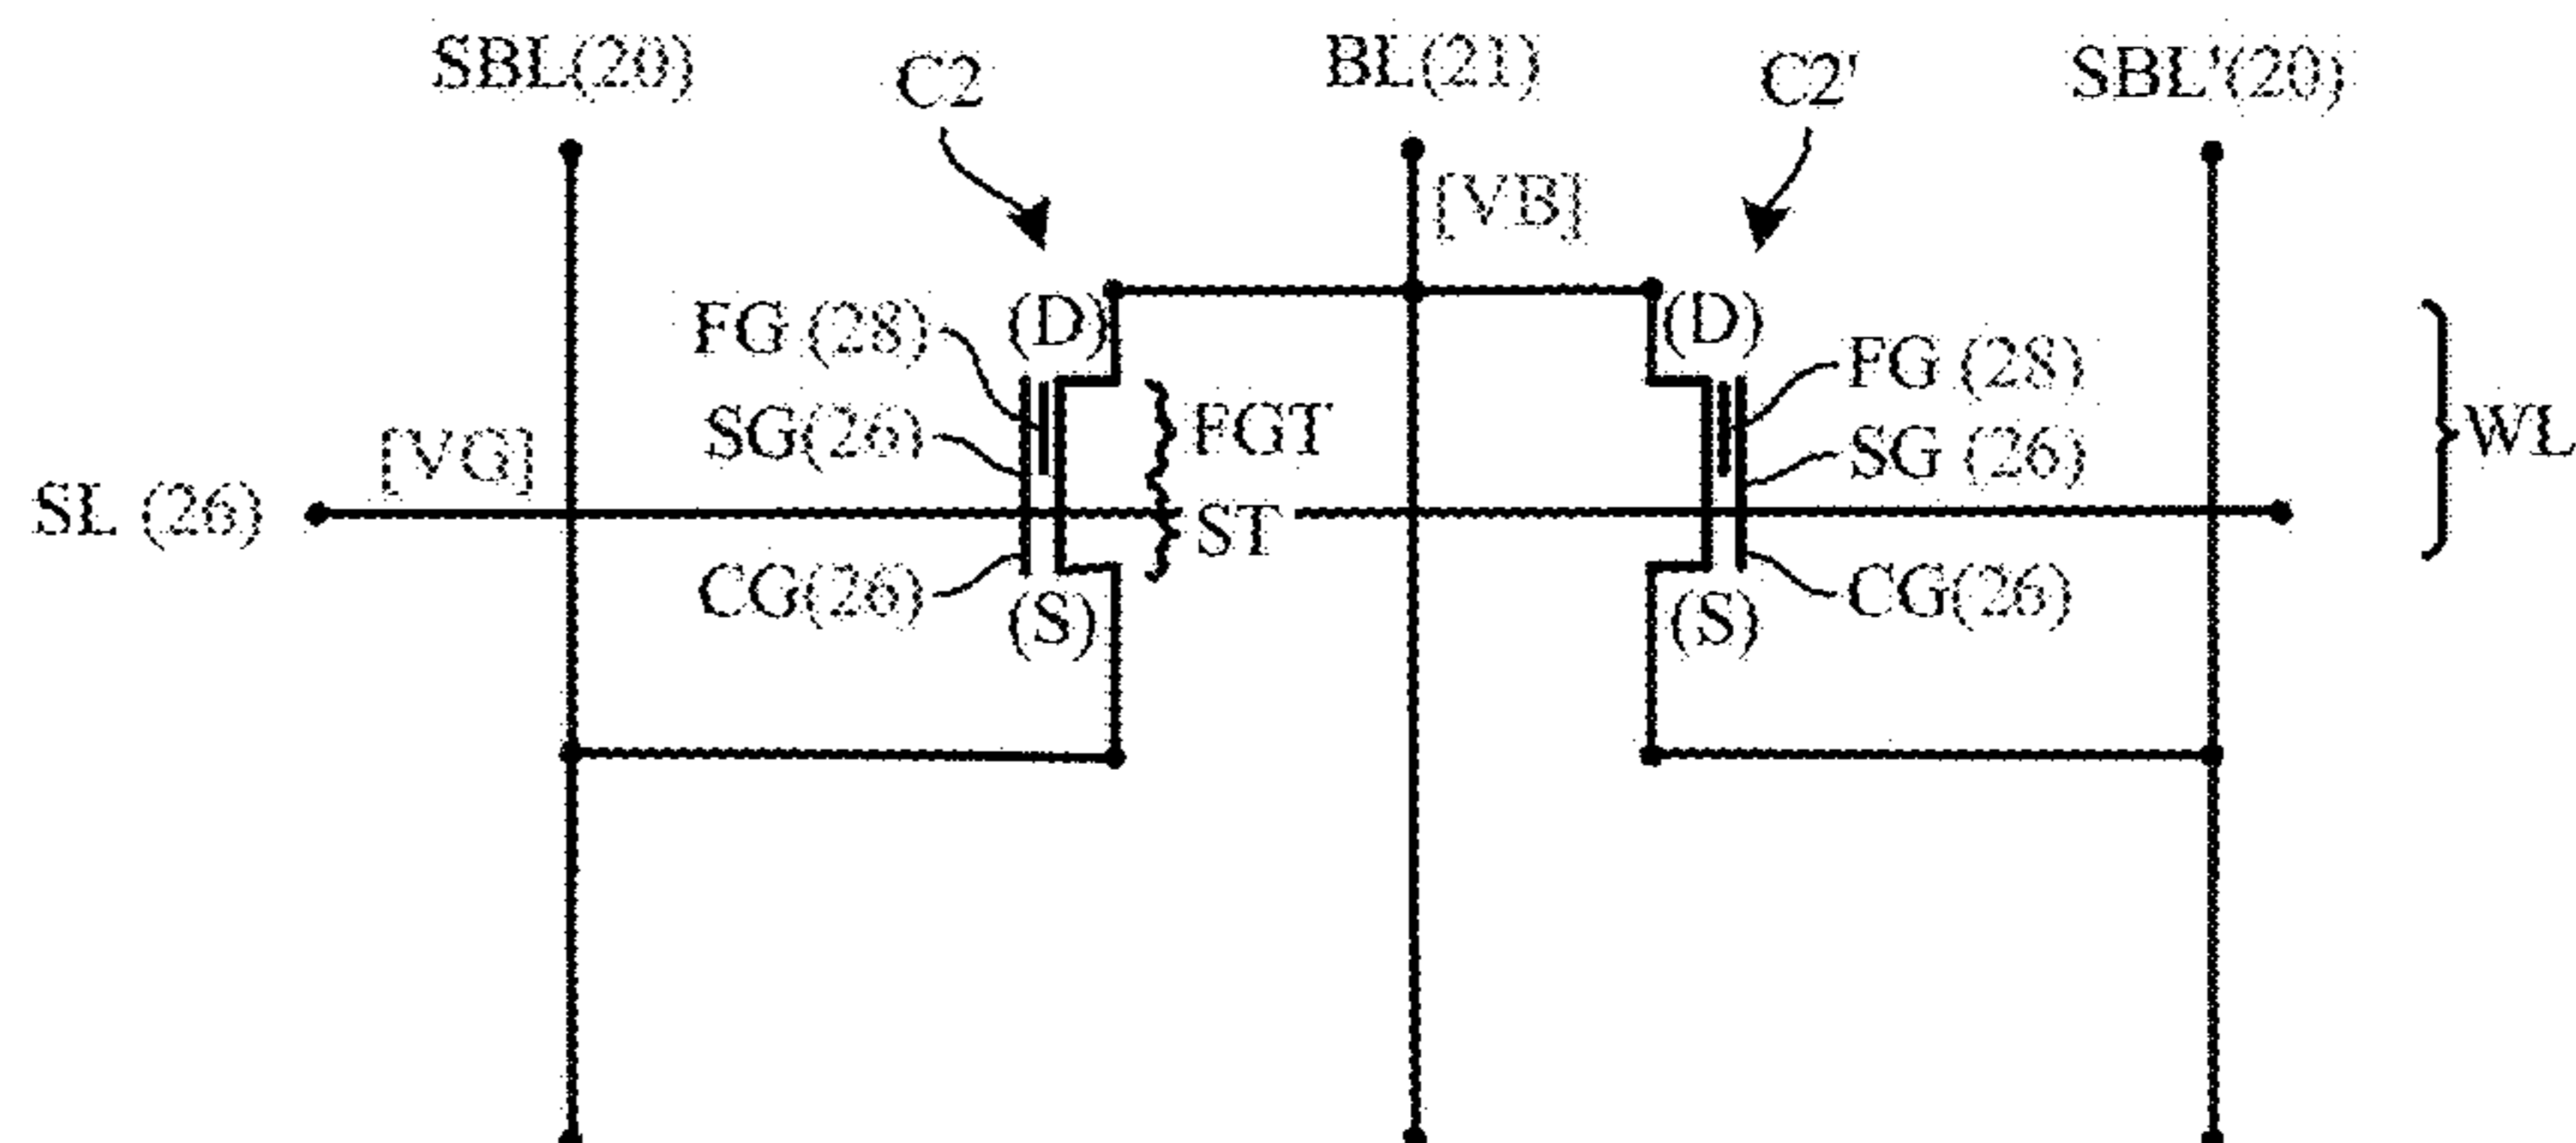 SBL(20) C2 BL(21) C2' SBL'(20)
[VB]
FG (28) (D) (D) FG (28)
SG(26) FGT SG (26) WL
[VG]
SL (26) ST
CG(26) (S) (S) CG(26)